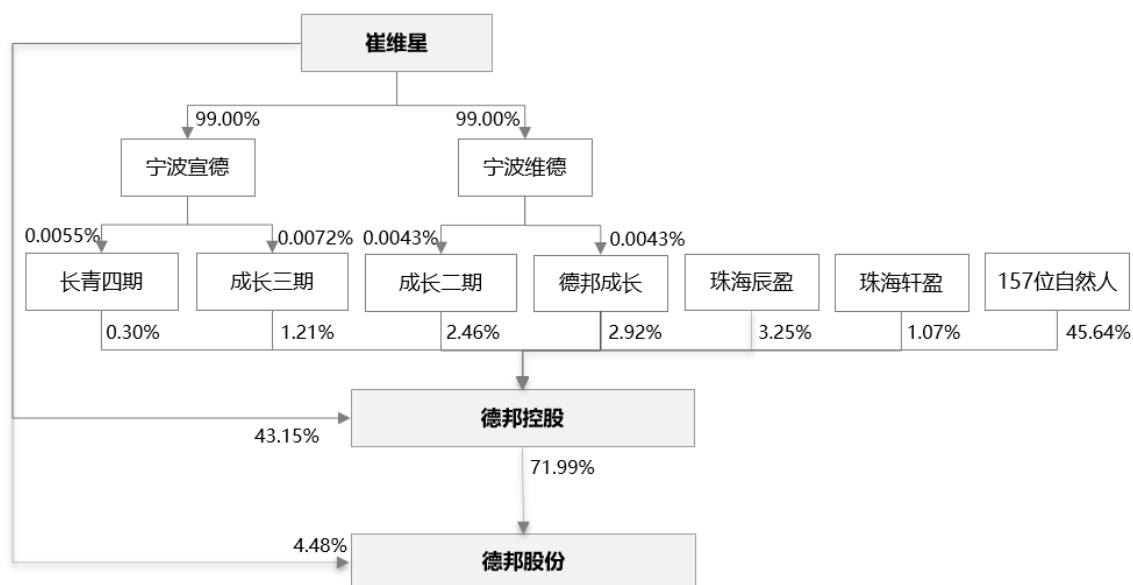 崔维星
99.00%
99.00%
宁波宣德
宁波维德
0.0055%
0.0072%
0.0043%
0.0043%
长青四期
成长三期
成长二期
德邦成长
珠海辰盈
珠海轩盈
157位自然人
0.30%
1.21%
2.46%
2.92%
3.25%
1.07%
45.64%
德邦控股
43.15%
71.99%
4.48%
德邦股份